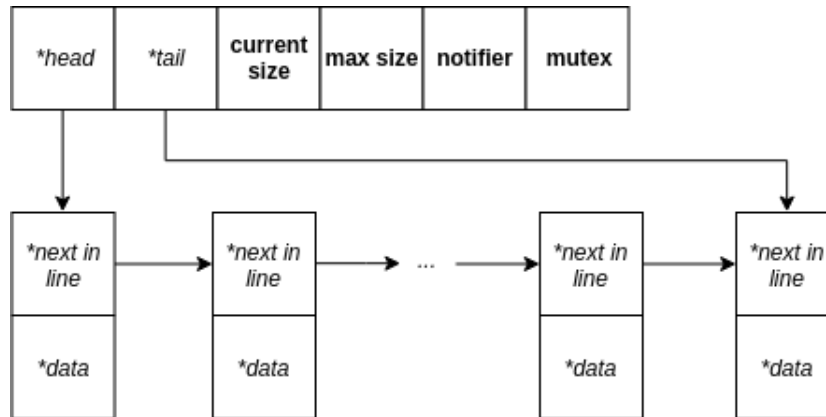 *head
*tail
current
size
max size
notifier
mutex
*next in
line
*next in
line
...
*next in
line
*next in
line
*data
*data
*data
*data